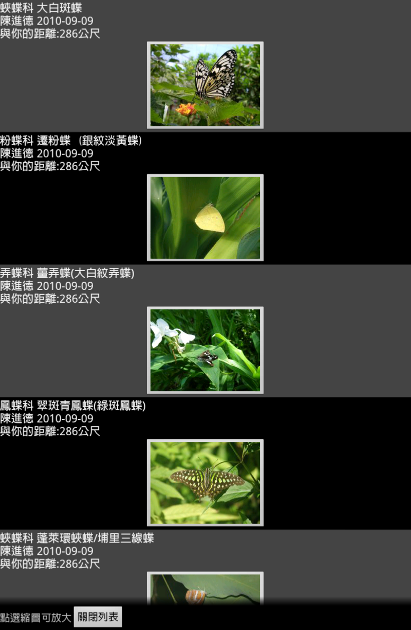 蛺蝶科 大白斑蝶
陳進德 2010-09-09
與你的距離:286公尺
粉蝶科 遷粉蝶 (銀紋淡黃蝶)
陳進德 2010-09-09
與你的距離:286公尺
弄蝶科 薑弄蝶(大白紋弄蝶)
陳進德 2010-09-09
與你的距離:286公尺
鳳蝶科 翠斑青鳳蝶(綠斑鳳蝶)
陳進德 2010-09-09
與你的距離:286公尺
蛺蝶科 蓬萊環蛺蝶/埔里三線蝶
陳進德 2010-09-09
與你的距離:286公尺
點選縮圖可放大 關閉列表